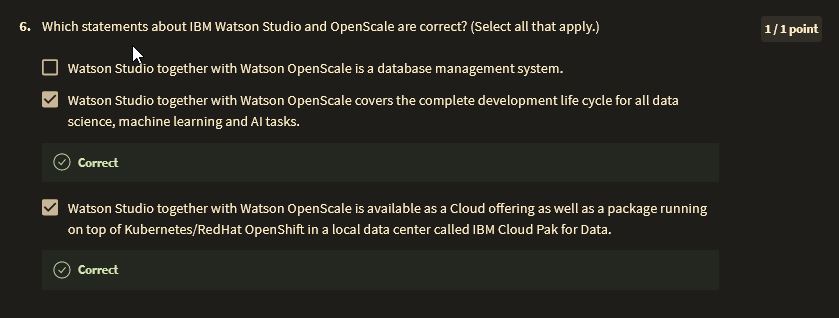 6. Which statements about IBM Watson Studio and OpenScale are correct? (Select all that apply.)
1 / 1 point
Watson Studio together with Watson OpenScale is a database management system.
Watson Studio together with Watson OpenScale covers the complete development life cycle for all data
science, machine learning and AI tasks.
Correct
Watson Studio together with Watson OpenScale is available as a Cloud offering as well as a package running
on top of Kubernetes/RedHat OpenShift in a local data center called IBM Cloud Pak for Data.
Correct